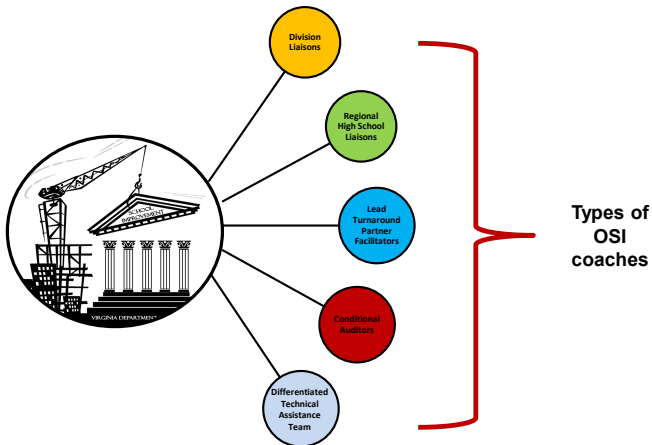 Division
Liaisons
Regional
High School
Liaisons
SCHOOL
IMPROVEMENT
Lead
Turnaround
Partner
Facilitators
Types of
OSI
coaches
Conditional
Auditors
VIRGINIA DEPARTMENT
Differentiated
Technical
Assistance
Team